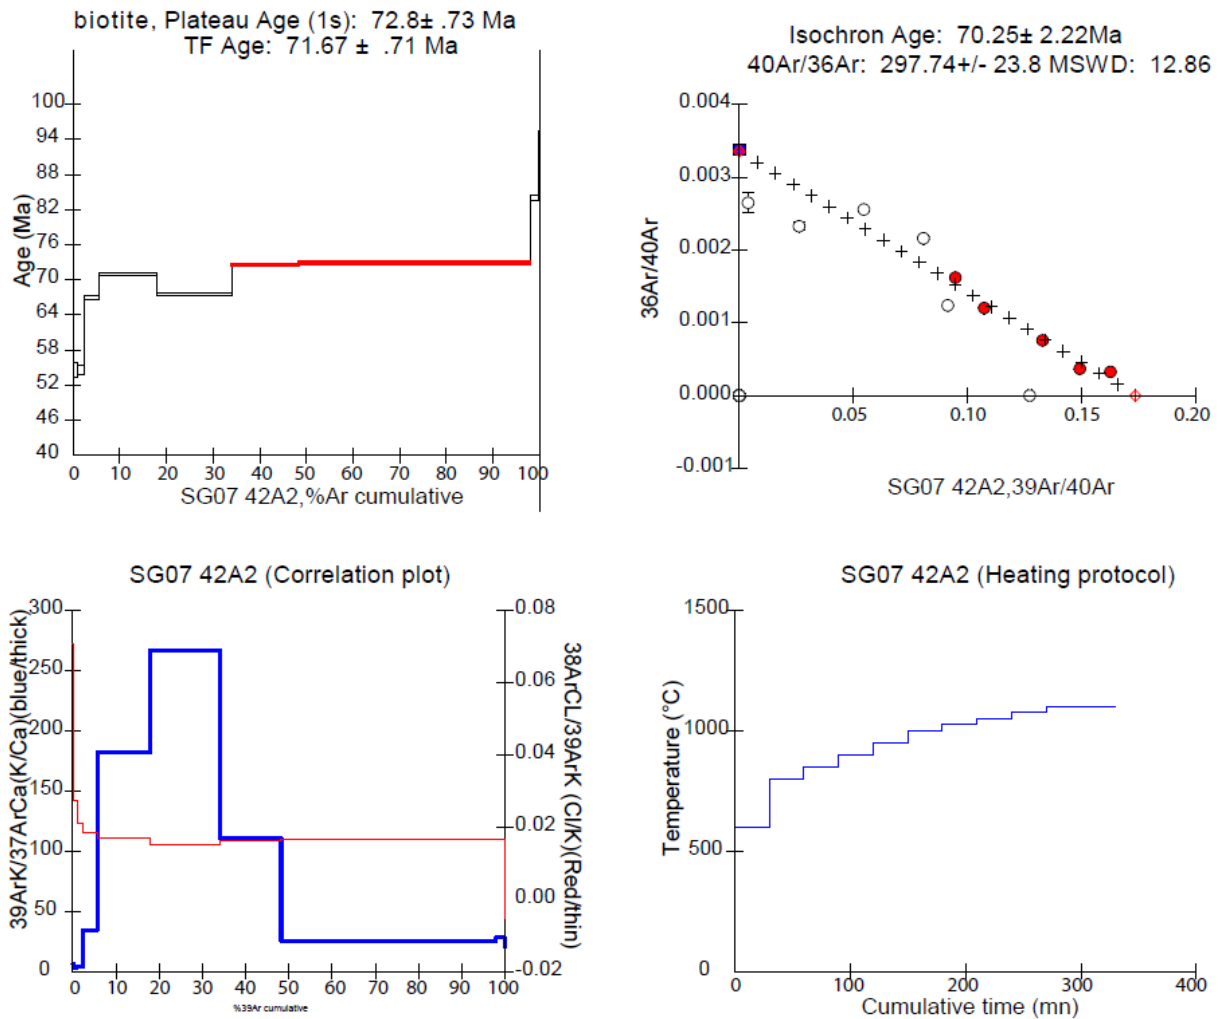 biotite, Plateau Age (1s): 72.8± .73 Ma
TF Age: 71.67 ± .71 Ma
Age (Ma)
100
94
88
82
76
70
64
58
52
46
40
0 10 20 30 40 50 60 70 80 90 100
SG07 42A2,%Ar cumulative
Isochron Age: 70.25± 2.22Ma
40Ar/36Ar: 297.74+/- 23.8 MSWD: 12.86
36Ar/40Ar
0.004
0.003
0.002
0.001
0.000
-0.001
0.05 0.10 0.15 0.20
SG07 42A2,39Ar/40Ar
SG07 42A2 (Correlation plot)
39ArK/37ArCa(K/Ca)(blue/thick)
300
250
200
150
100
50
0
0.08
0.06
0.04
0.02
0.00
-0.02
38ArCL/39ArK (Cl/K)(Red/thin)
0 10 20 30 40 50 60 70 80 90 100
%39Ar cumulative
SG07 42A2 (Heating protocol)
Temperature (°C)
1500
1000
500
0
0 100 200 300 400
Cumulative time (mn)